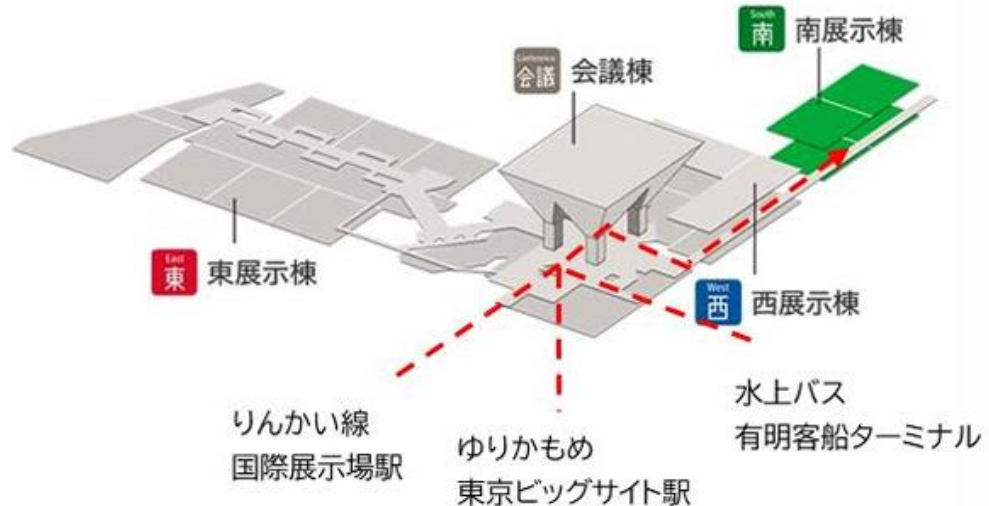 South
南
南展示棟
Conference
会議
会議棟
East
東
東展示棟
West
西
西展示棟
りんかい線
国際展示場駅
ゆりかもめ
東京ビッグサイト駅
水上バス
有明客船ターミナル